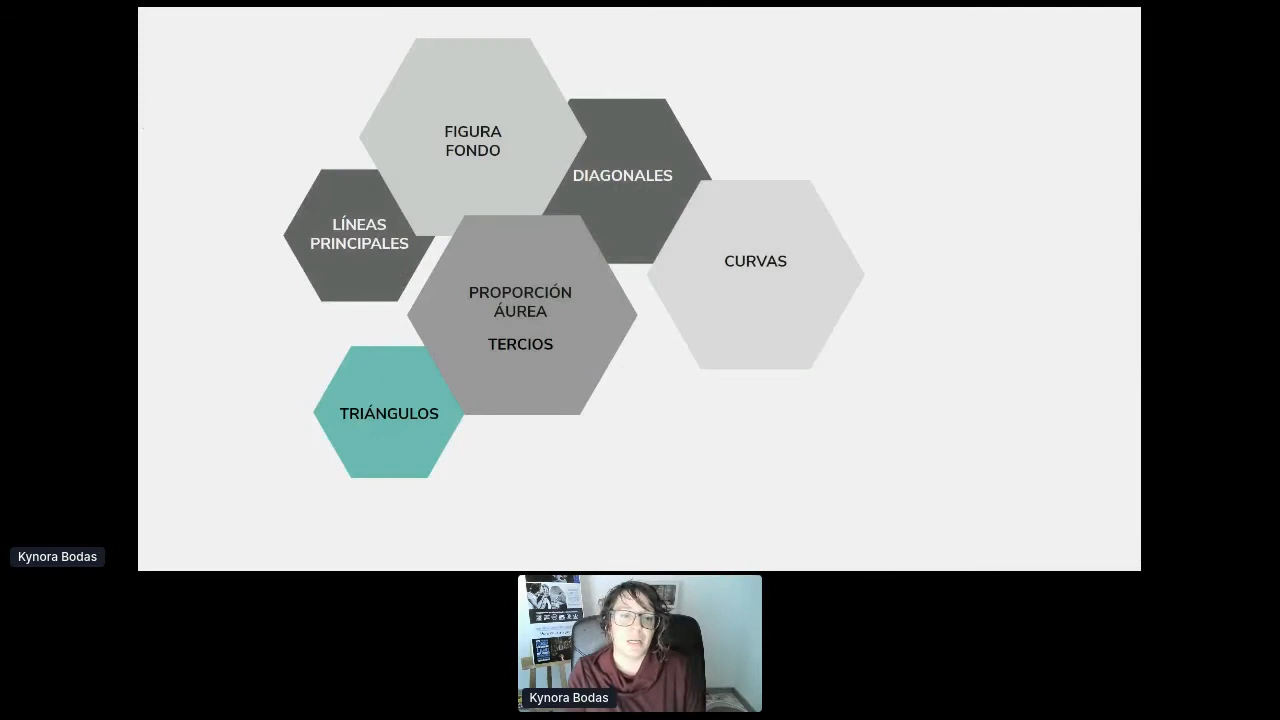 FIGURA
FONDO
DIAGONALES
LÍNEAS
PRINCIPALES
CURVAS
PROPORCIÓN
ÁUREA
TERCIOS
TRIÁNGULOS
Kynora Bodas
Kynora Bodas